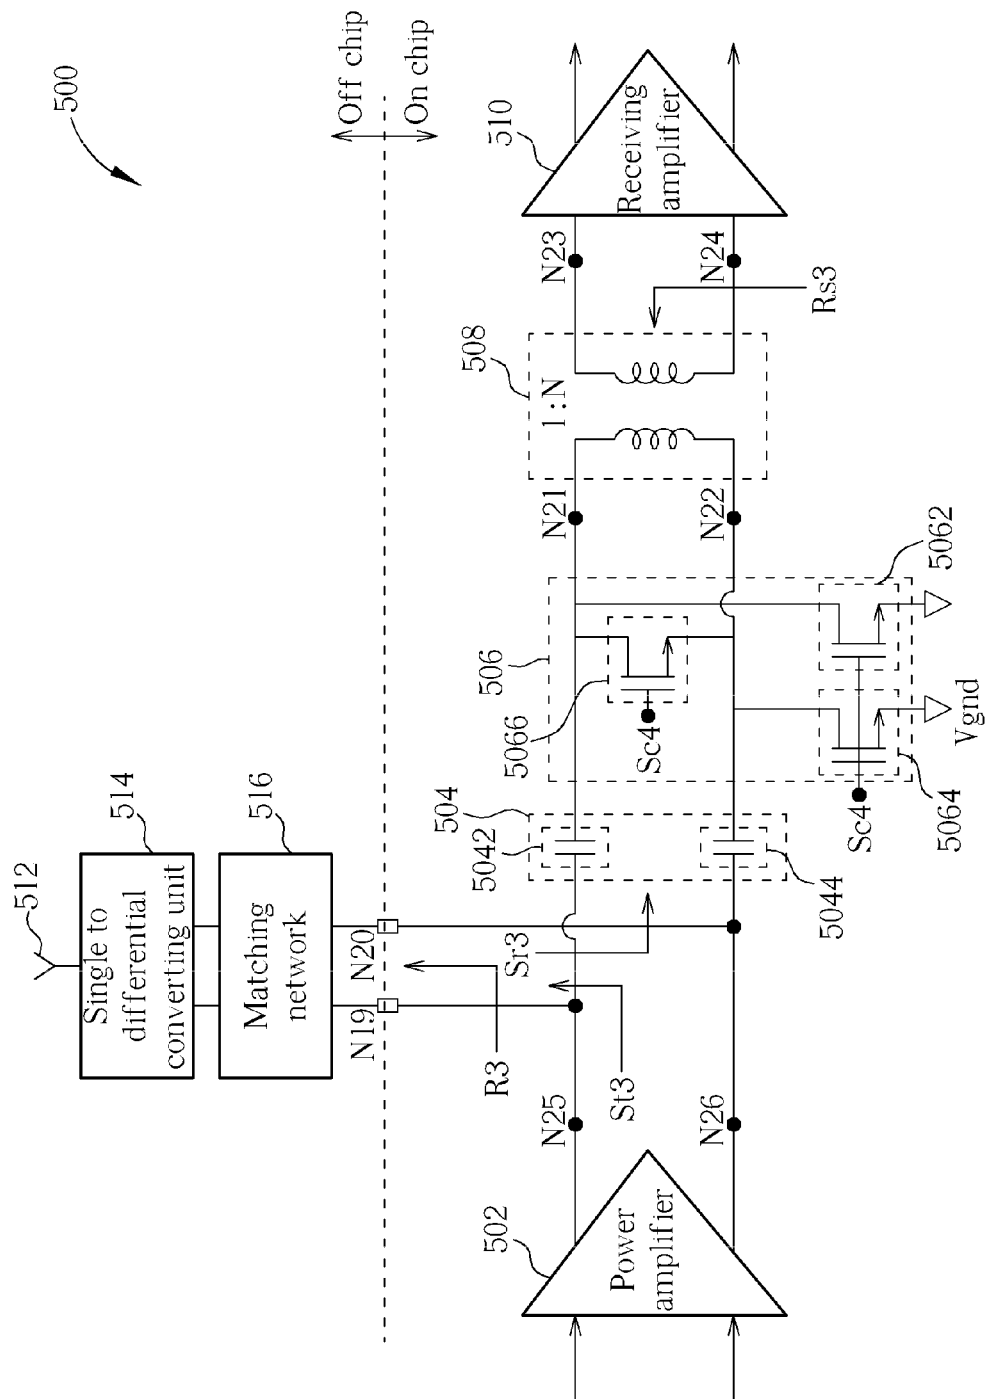 500
Off chip
On chip
512
Single to
differential
converting unit
514
Matching
network
516
N19
N20
R3
St3
Sr3
N25
N26
502
Power
amplifier
504
5042
5044
506
5066
Sc4
Sc4
5064
5062
Vgnd
N21
N22
508
1:N
Rs3
N23
N24
510
Receiving
amplifier